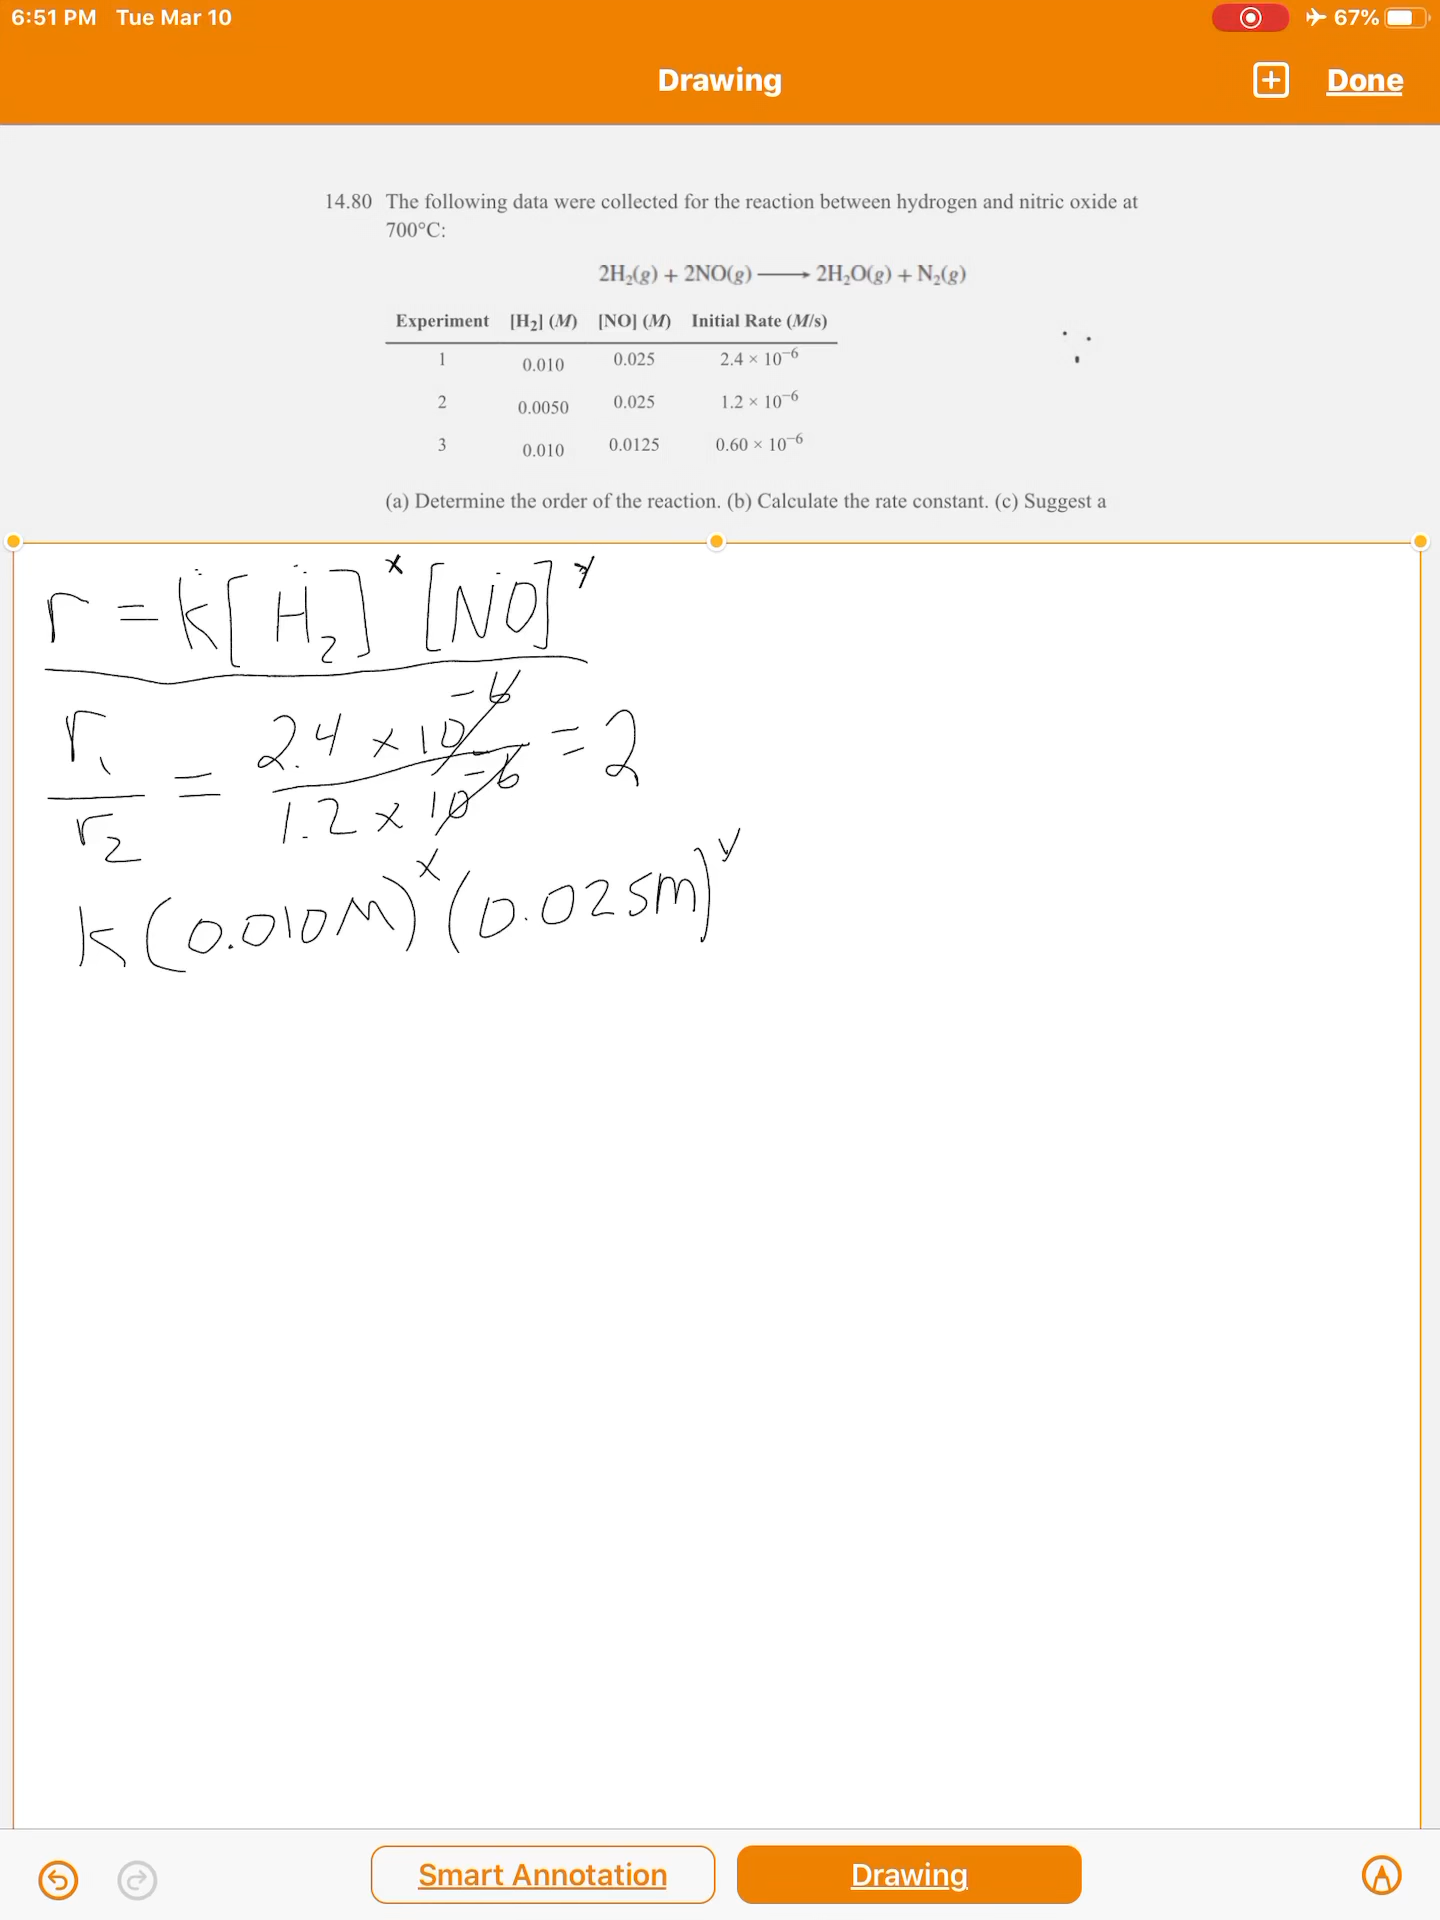 6:51 PM Tue Mar 10 67%
Drawing Done
14.80 The following data were collected for the reaction between hydrogen and nitric oxide at
700°C:
2H₂(g) + 2NO(g) ⟶ 2H₂O(g) + N₂(g)
Experiment [H₂] (M) [NO] (M) Initial Rate (M/s)
1 0.010 0.025 2.4 × 10⁻⁶
2 0.0050 0.025 1.2 × 10⁻⁶
3 0.010 0.0125 0.60 × 10⁻⁶
(a) Determine the order of the reaction. (b) Calculate the rate constant. (c) Suggest a
r = k[H₂]ˣ [NO]ʸ
r₁/r₂ = 2.4 × 10⁻⁶ / 1.2 × 10⁻⁶ = 2
k(0.010M)ˣ(0.025M)ʸ
Smart Annotation Drawing